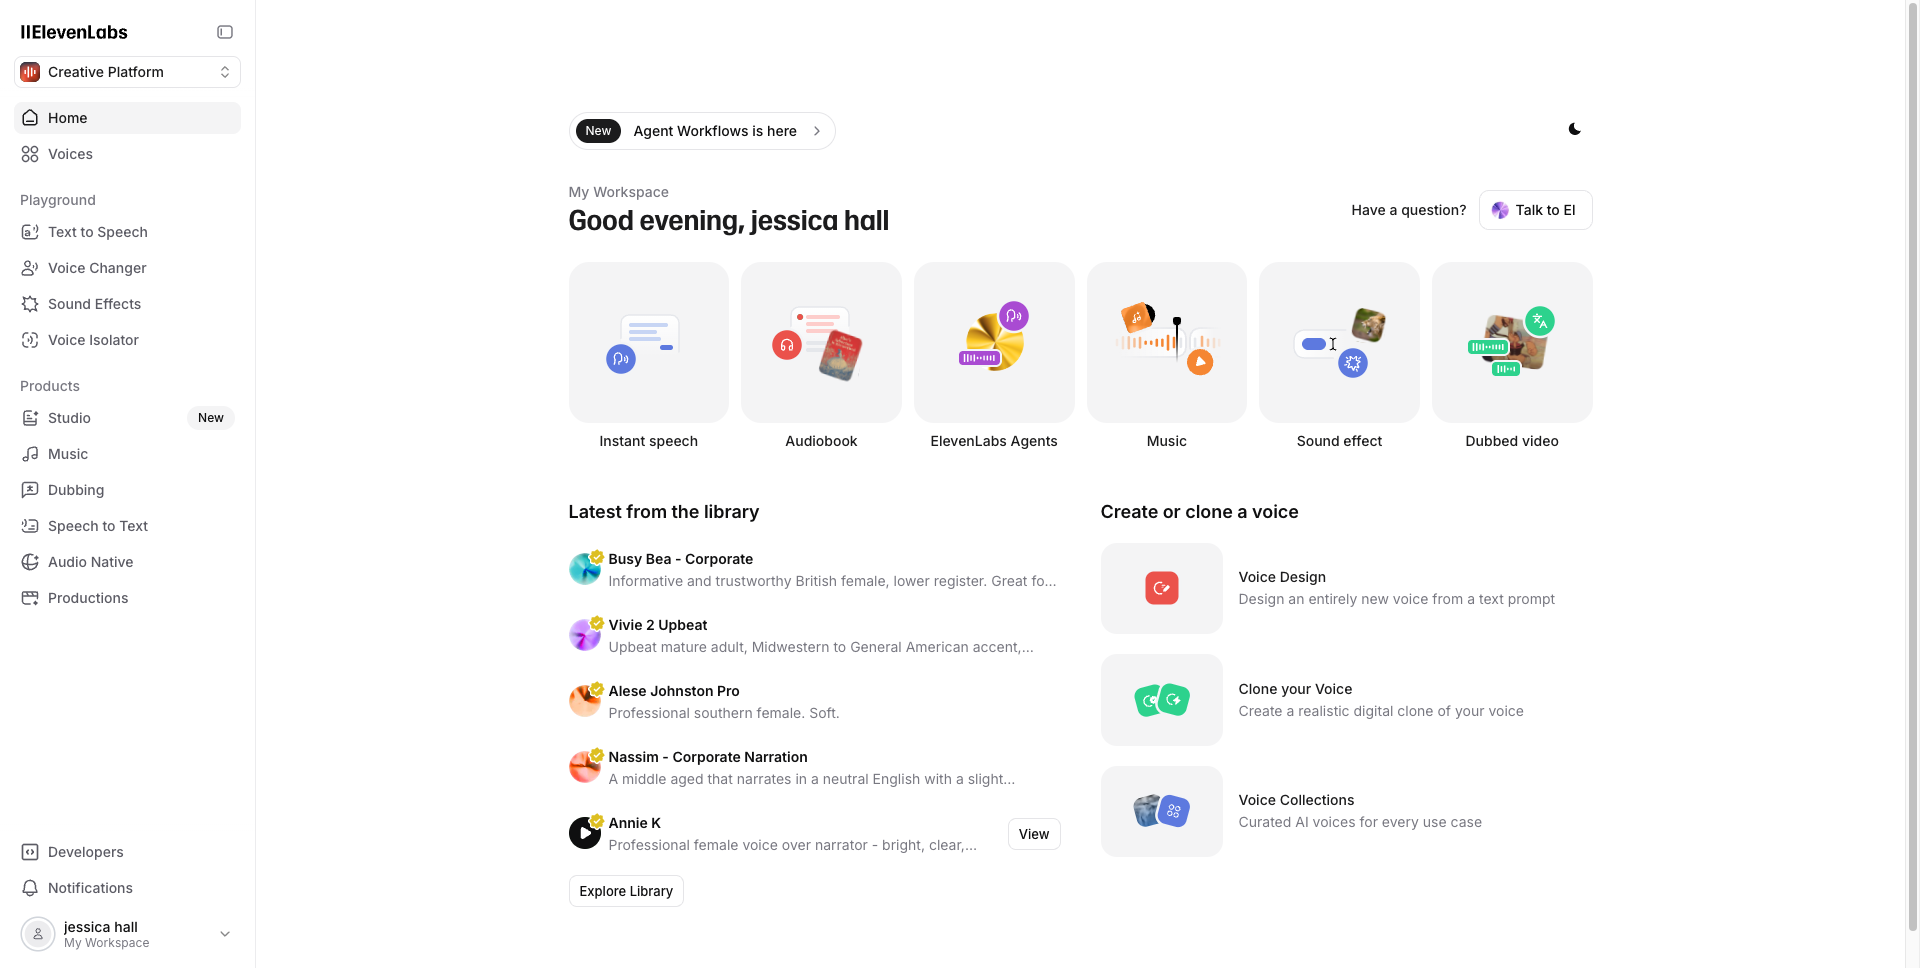 IIElevenLabs
Creative Platform
Home
Voices
Playground
Text to Speech
Voice Changer
Sound Effects
Voice Isolator
Products
Studio New
Music
Dubbing
Speech to Text
Audio Native
Productions
Developers
Notifications
jessica hall
My Workspace
New Agent Workflows is here
My Workspace
Good evening, jessica hall
Have a question? Talk to El
Instant speech
Audiobook
ElevenLabs Agents
Music
Sound effect
Dubbed video
Latest from the library
Busy Bea - Corporate
Informative and trustworthy British female, lower register. Great fo...
Vivie 2 Upbeat
Upbeat mature adult, Midwestern to General American accent,...
Alese Johnston Pro
Professional southern female. Soft.
Nassim - Corporate Narration
A middle aged that narrates in a neutral English with a slight...
Annie K
Professional female voice over narrator - bright, clear,...
View
Explore Library
Create or clone a voice
Voice Design
Design an entirely new voice from a text prompt
Clone your Voice
Create a realistic digital clone of your voice
Voice Collections
Curated AI voices for every use case